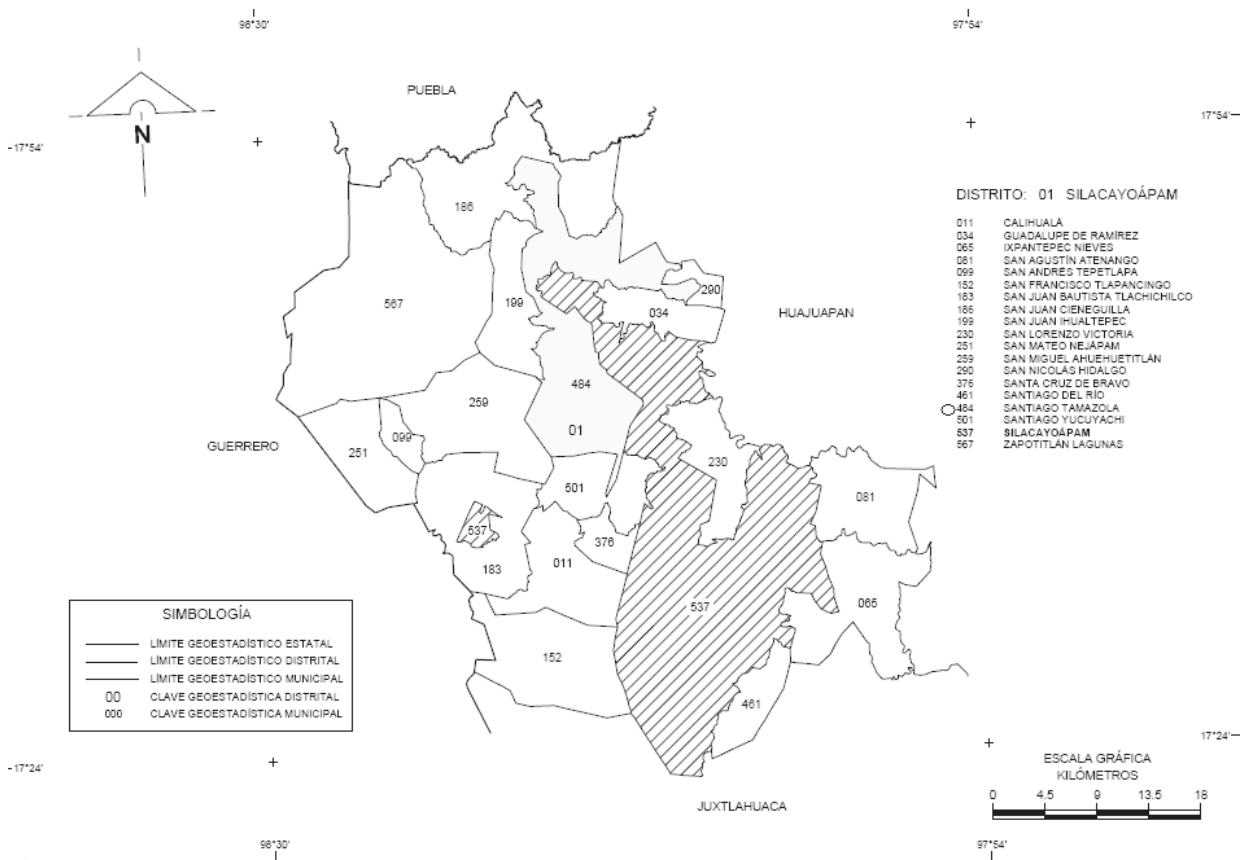 98°30'
97°54'
PUEBLA
N
17°54'
17°54'
186
DISTRITO: 01 SILACAYOÁPAM
011 CALIHUALÁ
034 GUADALUPE DE RAMÍREZ
065 IXPANTEPEC NIEVES
081 SAN AGUSTÍN ATENANGO
099 SAN ANDRÉS TEPETLAPA
152 SAN FRANCISCO TLAPANCINGO
183 SAN JUAN BAUTISTA TLACHICHILCO
186 SAN JUAN CIENEGUILLA
199 SAN JUAN IHUALTEPEC
230 SAN LORENZO VICTORIA
251 SAN MATEO NEJÁPAM
259 SAN MIGUEL AHUEHUETITLÁN
290 SAN NICOLÁS HIDALGO
376 SANTA CRUZ DE BRAVO
461 SANTIAGO DEL RÍO
484 SANTIAGO TAMAZOLA
501 SANTIAGO YUCUYACHI
537 SILACAYOÁPAM
567 ZAPOTITLÁN LAGUNAS
290
567
199
034
HUAJUAPAN
484
259
01
099
GUERRERO
251
230
501
081
537
376
183
011
537
065
152
461
SIMBOLOGÍA
LÍMITE GEOESTADÍSTICO ESTATAL
LÍMITE GEOESTADÍSTICO DISTRITAL
LÍMITE GEOESTADÍSTICO MUNICIPAL
00 CLAVE GEOESTADÍSTICA DISTRITAL
000 CLAVE GEOESTADÍSTICA MUNICIPAL
17°24'
17°24'
ESCALA GRÁFICA
KILÓMETROS
0 4.5 9 13.5 18
JUXTLAHUACA
98°30'
97°54'